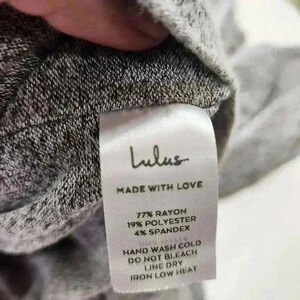 Lulus
MADE WITH LOVE
77% RAYON
19% POLYESTER
4% SPANDEX
HAND WASH COLD
DO NOT BLEACH
LINE DRY
IRON LOW HEAT